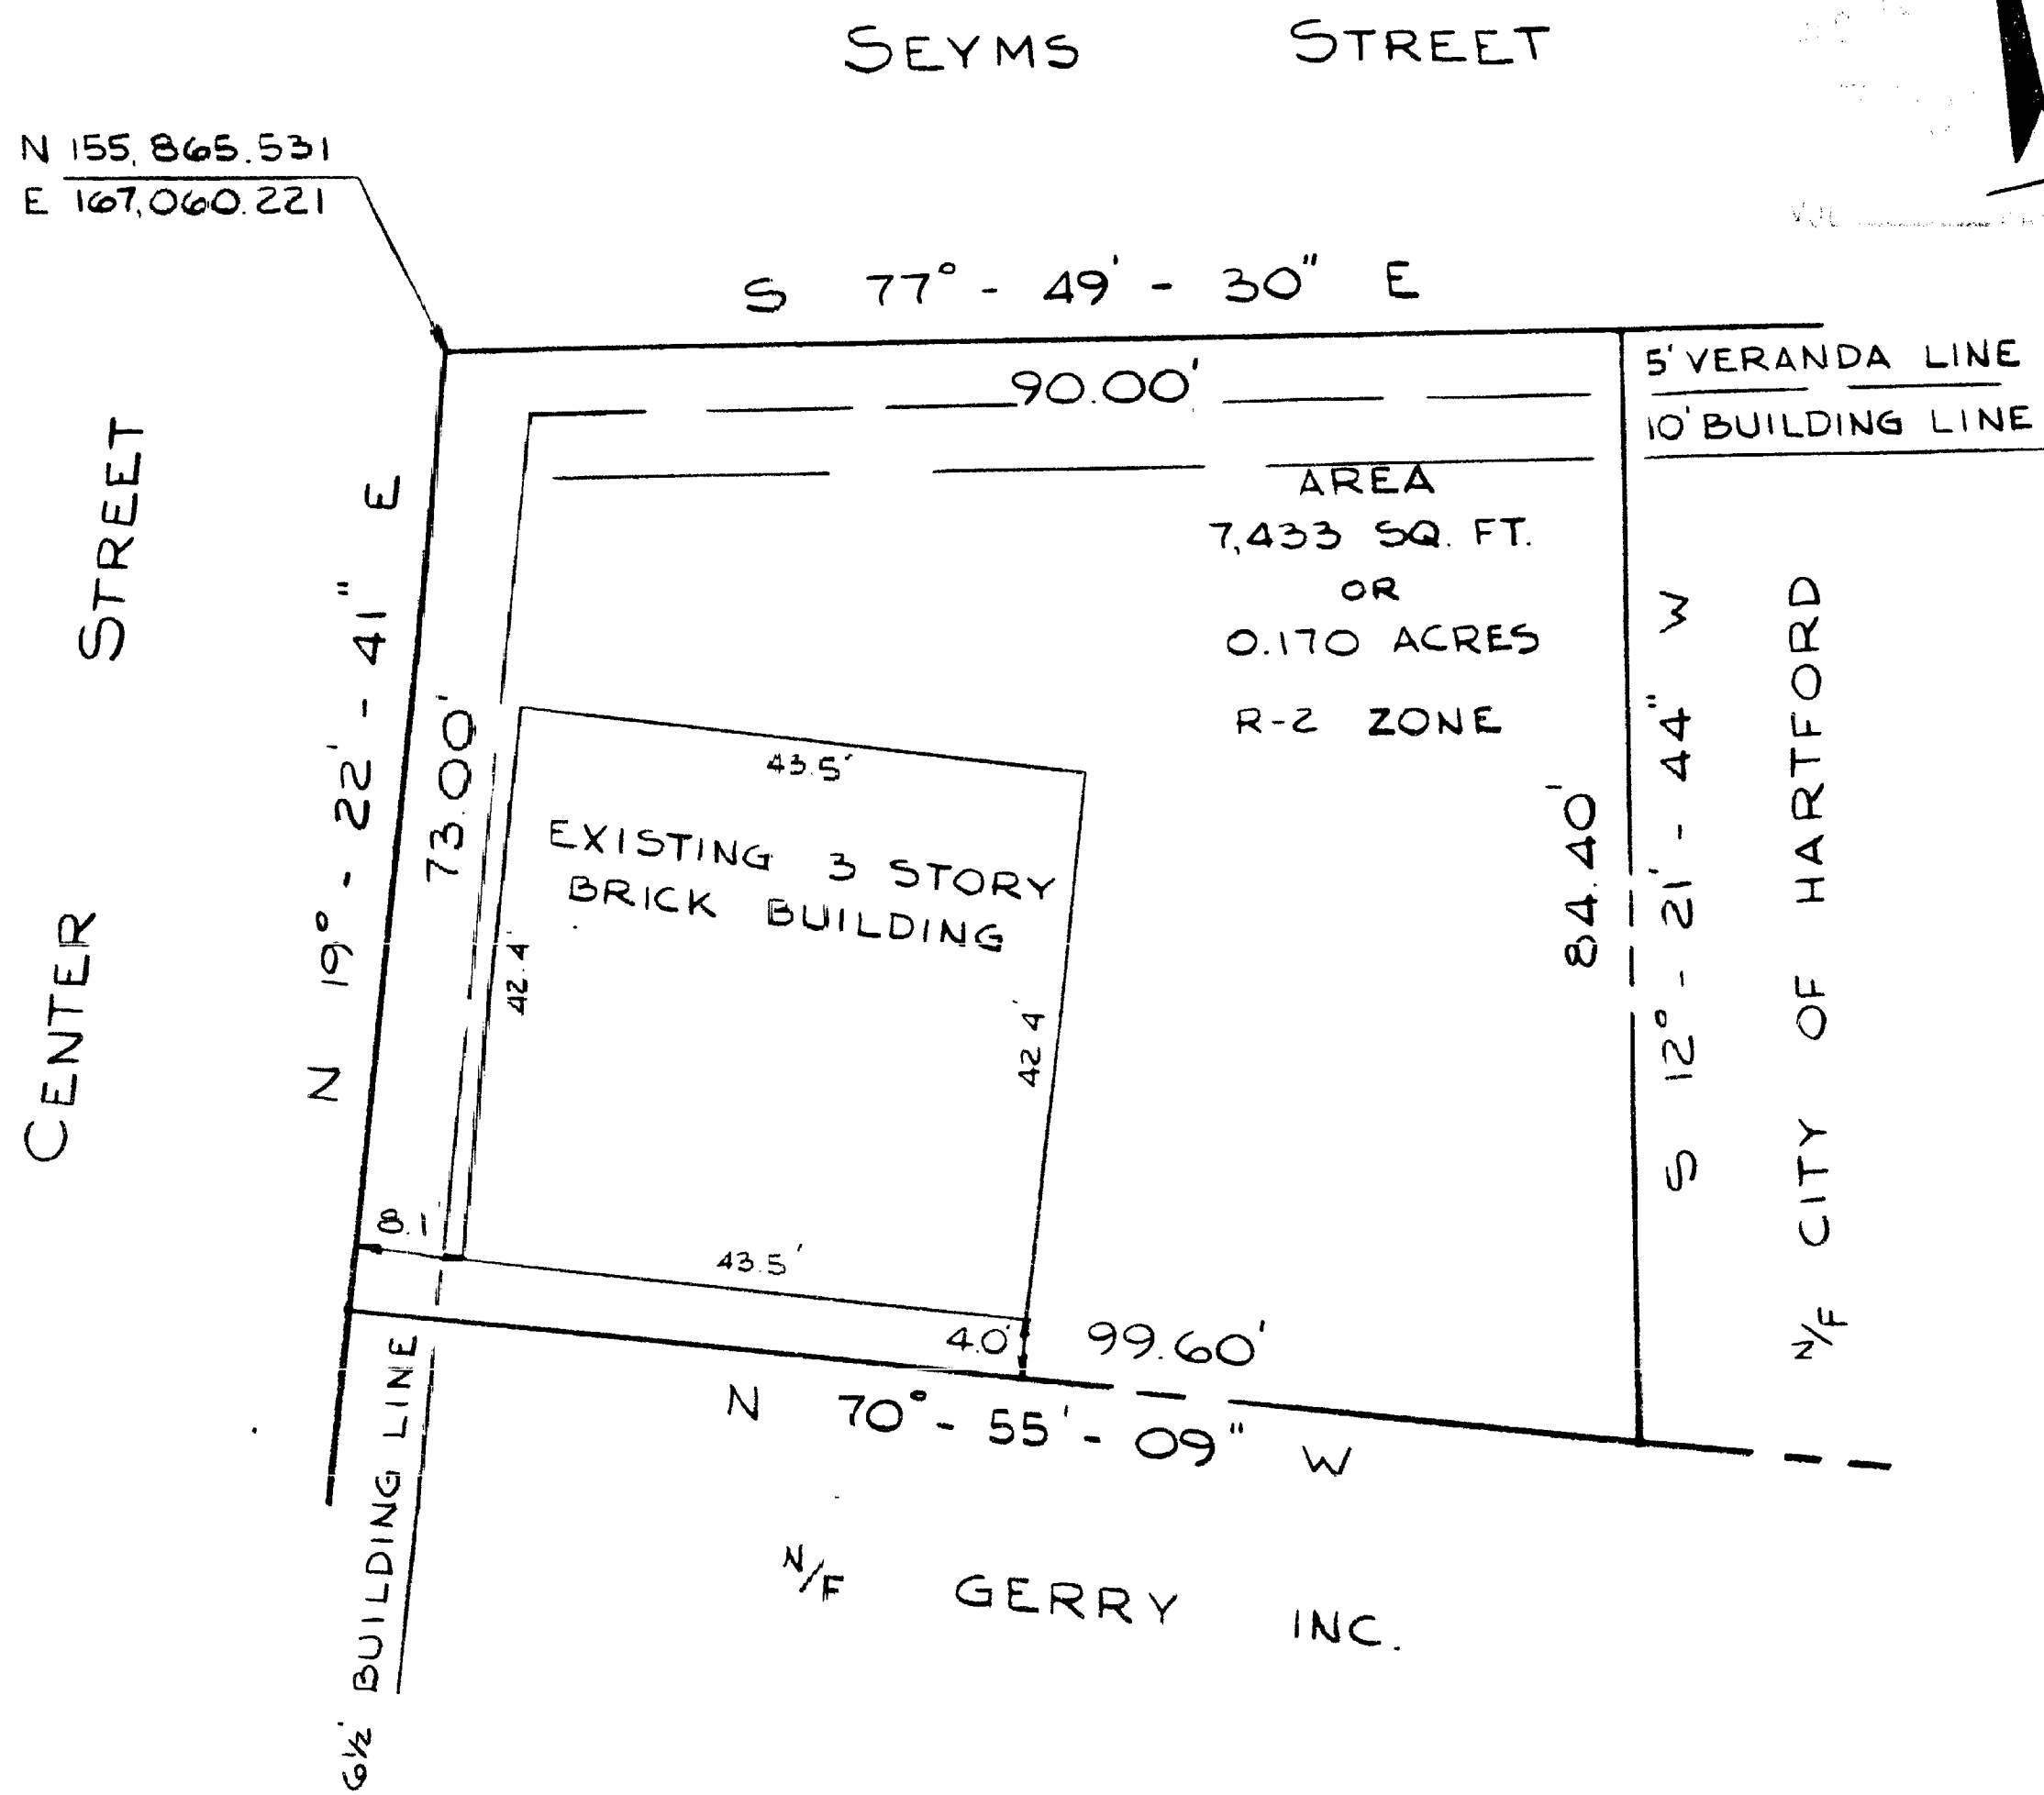 SEYMS STREET
N 155,865.531
E 167,060.221
S 77° - 49' - 30" E
5' VERANDA LINE
90.00'
10' BUILDING LINE
AREA
7,433 SQ. FT.
OR
0.170 ACRES
R-2 ZONE
CENTER STREET
N 19° - 22' - 41" E
73.00'
43.5'
EXISTING 3 STORY
BRICK BUILDING
42.4'
42.4'
84.40'
S 12° - 21' - 44" W
N/F CITY OF HARTFORD
8.1'
43.5'
4.0'
99.60'
N 70° - 55' - 09" W
6½' BUILDING LINE
N/F GERRY INC.